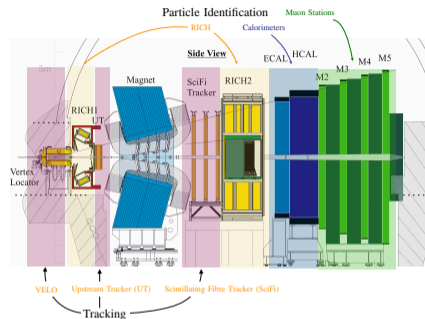 Particle Identification
Muon Stations
RICH
Calorimeters
Side View
ECAL HCAL
M2 M3 M4 M5
Magnet
SciFi
Tracker
RICH2
5m
RICH1
UT
Vertex
Locator
VELO
Upstream Tracker (UT)
Scintillating Fibre Tracker (SciFi)
Tracking